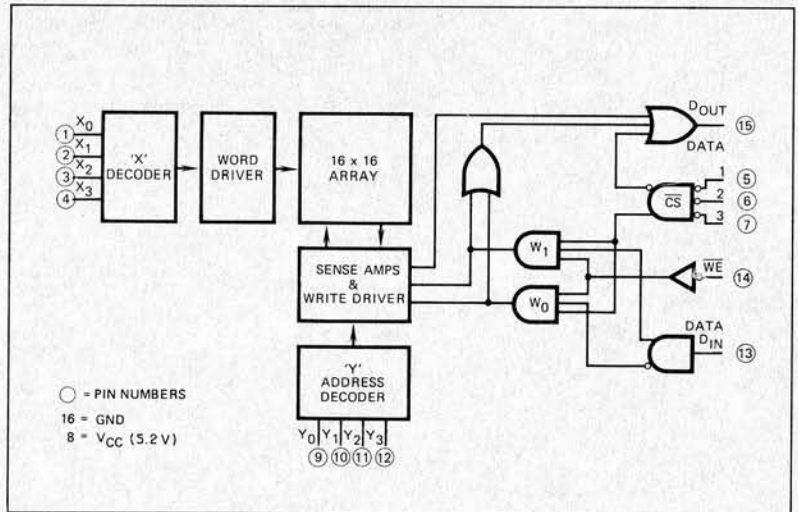 X0
1
X1
2
X2
3
X3
4
'X'
DECODER
WORD
DRIVER
16 x 16
ARRAY
SENSE AMPS
&
WRITE DRIVER
'Y'
ADDRESS
DECODER
Y0 Y1 Y2 Y3
9 10 11 12
W1
W0
DOUT
15
DATA
CS
1 5
2 6
3 7
WE
14
DATA
DIN
13
= PIN NUMBERS
16 = GND
8 = VCC (5.2 V)